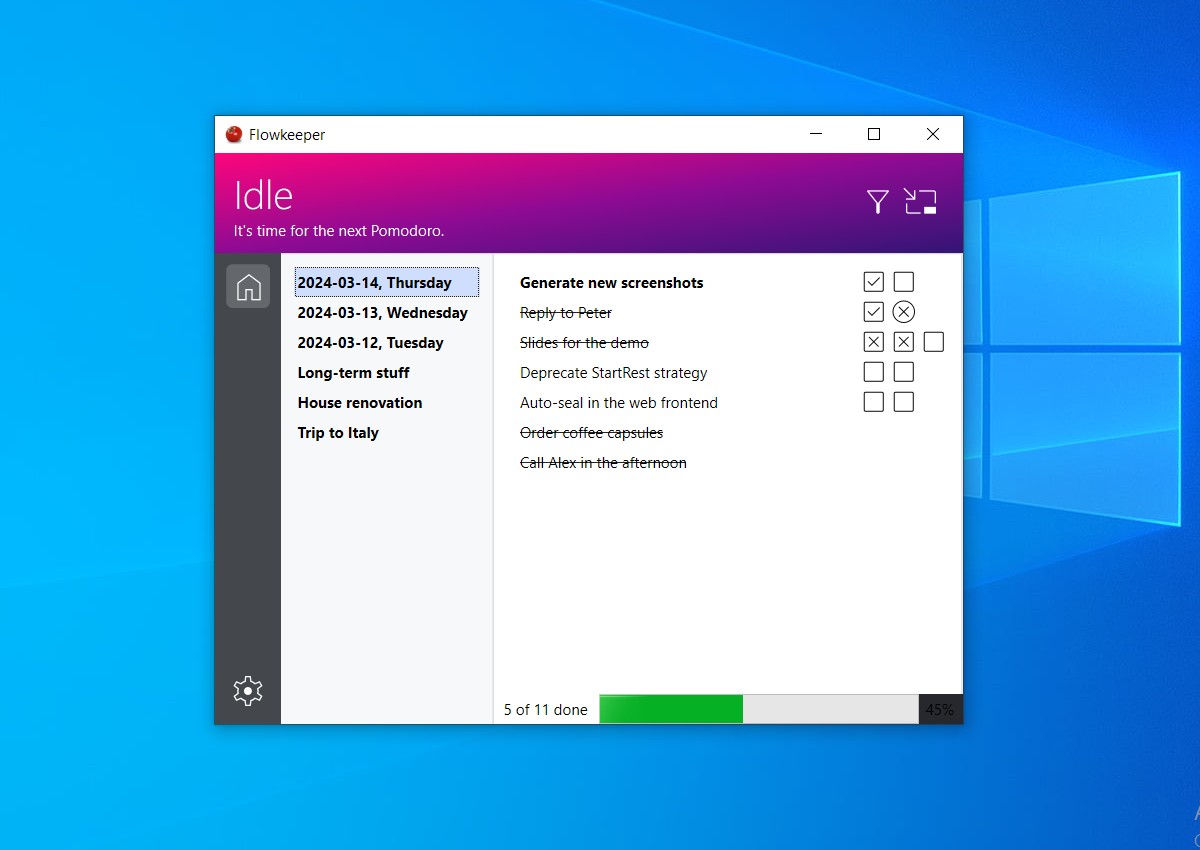 Flowkeeper
Idle
It's time for the next Pomodoro.
2024-03-14, Thursday
2024-03-13, Wednesday
2024-03-12, Tuesday
Long-term stuff
House renovation
Trip to Italy
Generate new screenshots
Reply to Peter
Slides for the demo
Deprecate StartRest strategy
Auto-seal in the web frontend
Order coffee capsules
Call Alex in the afternoon
5 of 11 done
45%